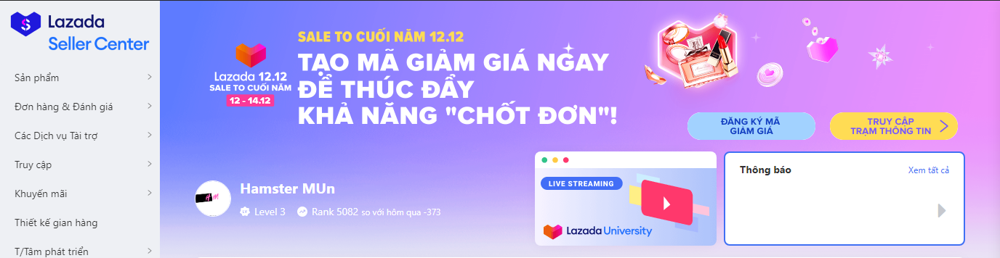 Lazada
Seller Center
Sản phẩm
Đơn hàng & Đánh giá
Các Dịch vụ Tài trợ
Truy cập
Khuyến mãi
Thiết kế gian hàng
T/Tâm phát triển
Lazada 12.12
SALE TO CUỐI NĂM
12 - 14.12
SALE TO CUỐI NĂM 12.12
TẠO MÃ GIẢM GIÁ NGAY
ĐỂ THÚC ĐẨY
KHẢ NĂNG "CHỐT ĐƠN"!
ĐĂNG KÝ MÃ
GIẢM GIÁ
TRUY CẬP
TRẠM THÔNG TIN
HM
Hamster MUn
Level 3
Rank 5082 so với hôm qua -373
LIVE STREAMING
Lazada University
Thông báo
Xem tất cả